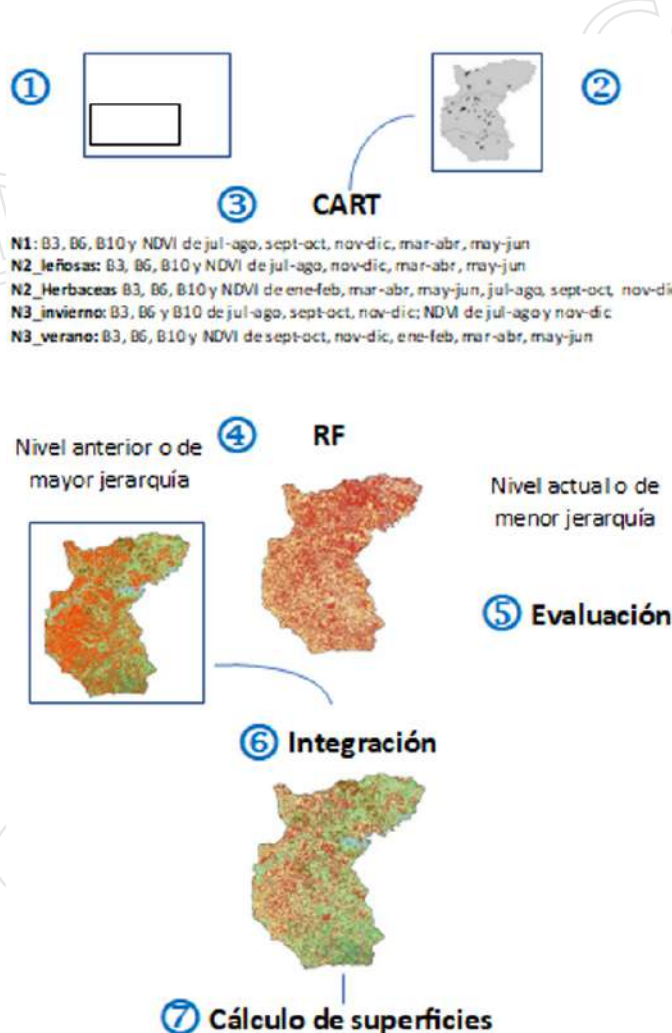 1
2
3 CART
N1: B3, B6, B10 y NDVI de jul-ago, sept-oct, nov-dic, mar-abr, may-jun
N2_leñosas: B3, B6, B10 y NDVI de jul-ago, nov-dic, mar-abr, may-jun
N2_Herbaceas B3, B6, B10 y NDVI de ene-feb, mar-abr, may-jun, jul-ago, sept-oct, nov-dic
N3_invierno: B3, B6 y B10 de jul-ago, sept-oct, nov-dic; NDVI de jul-ago y nov-dic
N3_verano: B3, B6, B10 y NDVI de sept-oct, nov-dic, ene-feb, mar-abr, may-jun
4 RF
Nivel anterior o de
mayor jerarquía
Nivel actual o de
menor jerarquía
5 Evaluación
6 Integración
7 Cálculo de superficies